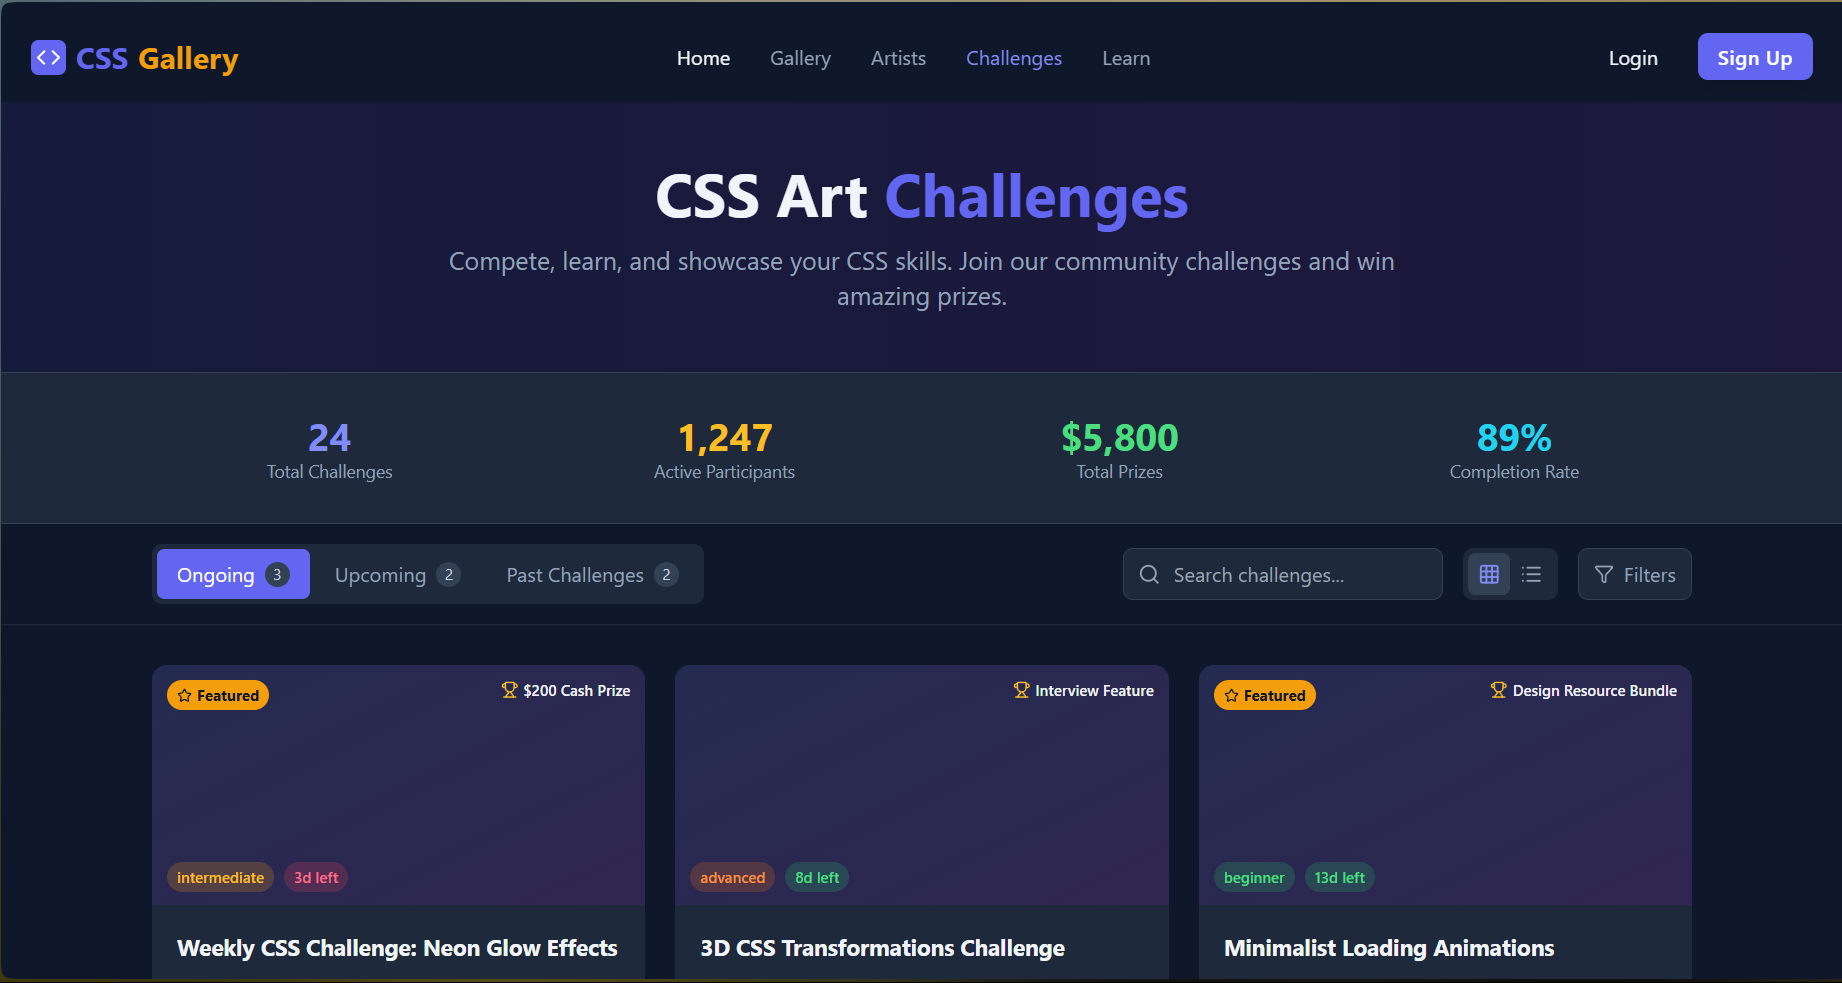 CSS Gallery
Home Gallery Artists Challenges Learn
Login Sign Up
CSS Art Challenges
Compete, learn, and showcase your CSS skills. Join our community challenges and win
amazing prizes.
24
Total Challenges
1,247
Active Participants
$5,800
Total Prizes
89%
Completion Rate
Ongoing 3 Upcoming 2 Past Challenges 2
Search challenges...
Filters
Featured
$200 Cash Prize
intermediate 3d left
Weekly CSS Challenge: Neon Glow Effects
Interview Feature
advanced 8d left
3D CSS Transformations Challenge
Featured
Design Resource Bundle
beginner 13d left
Minimalist Loading Animations